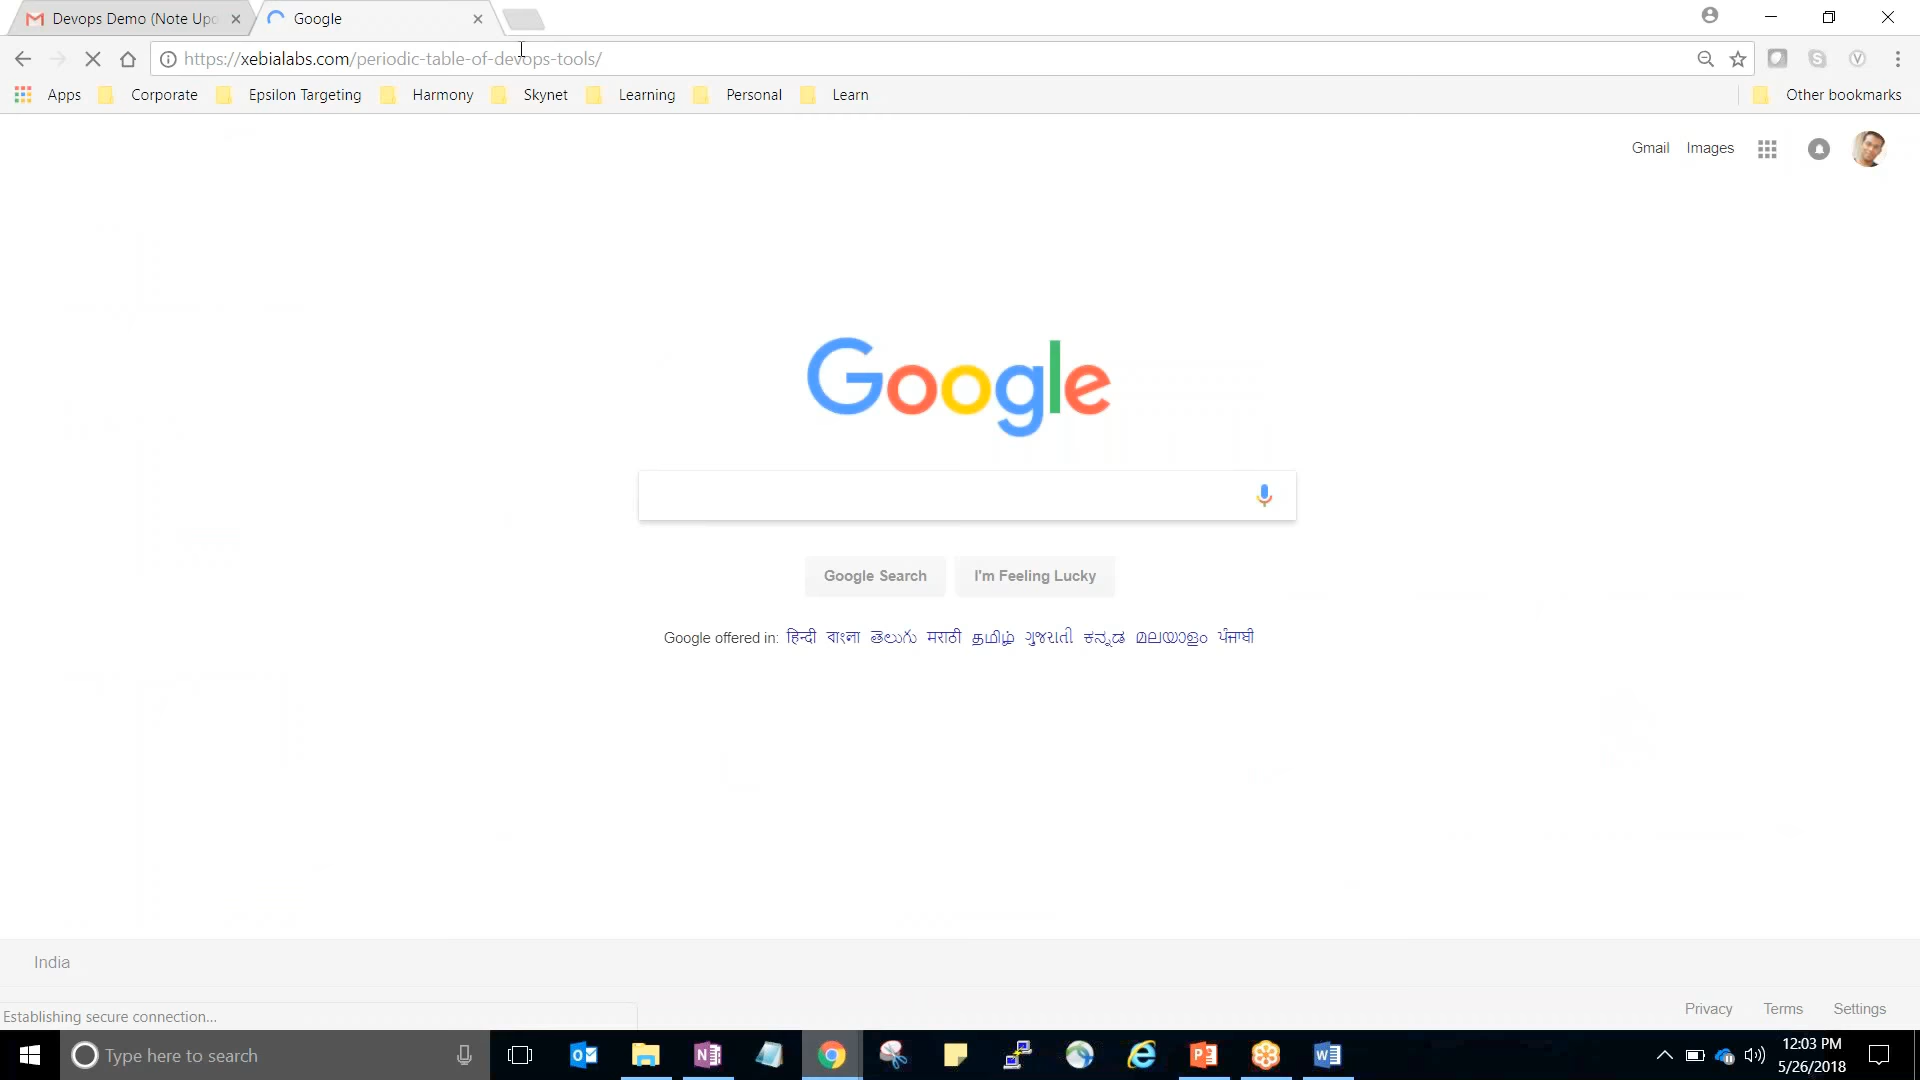 Devops Demo (Note Upo
Google
https://xebialabs.com/periodic-table-of-devops-tools/
Apps Corporate Epsilon Targeting Harmony Skynet Learning Personal Learn Other bookmarks
Gmail Images
Google
Google Search I'm Feeling Lucky
Google offered in: हिन्दी বাংলা తెలుగు मराठी தமிழ் ગુજરાતી ಕನ್ನಡ മലയാളം ਪੰਜਾਬੀ
India
Privacy Terms Settings
Establishing secure connection...
Type here to search
12:03 PM
5/26/2018